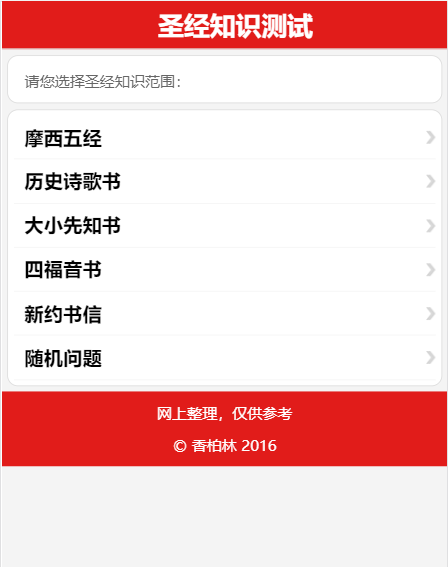 圣经知识测试
请您选择圣经知识范围：
摩西五经
历史诗歌书
大小先知书
四福音书
新约书信
随机问题
网上整理，仅供参考
© 香柏林 2016